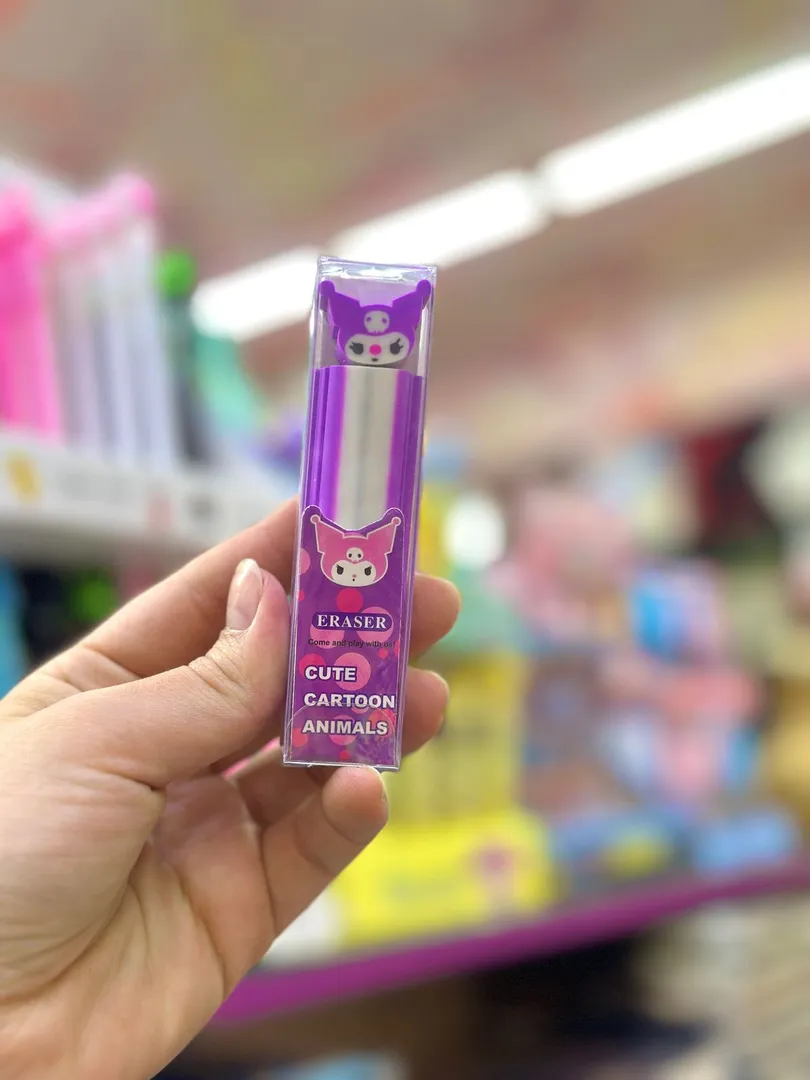 ERASER
Come and play with us!
CUTE
CARTOON
ANIMALS